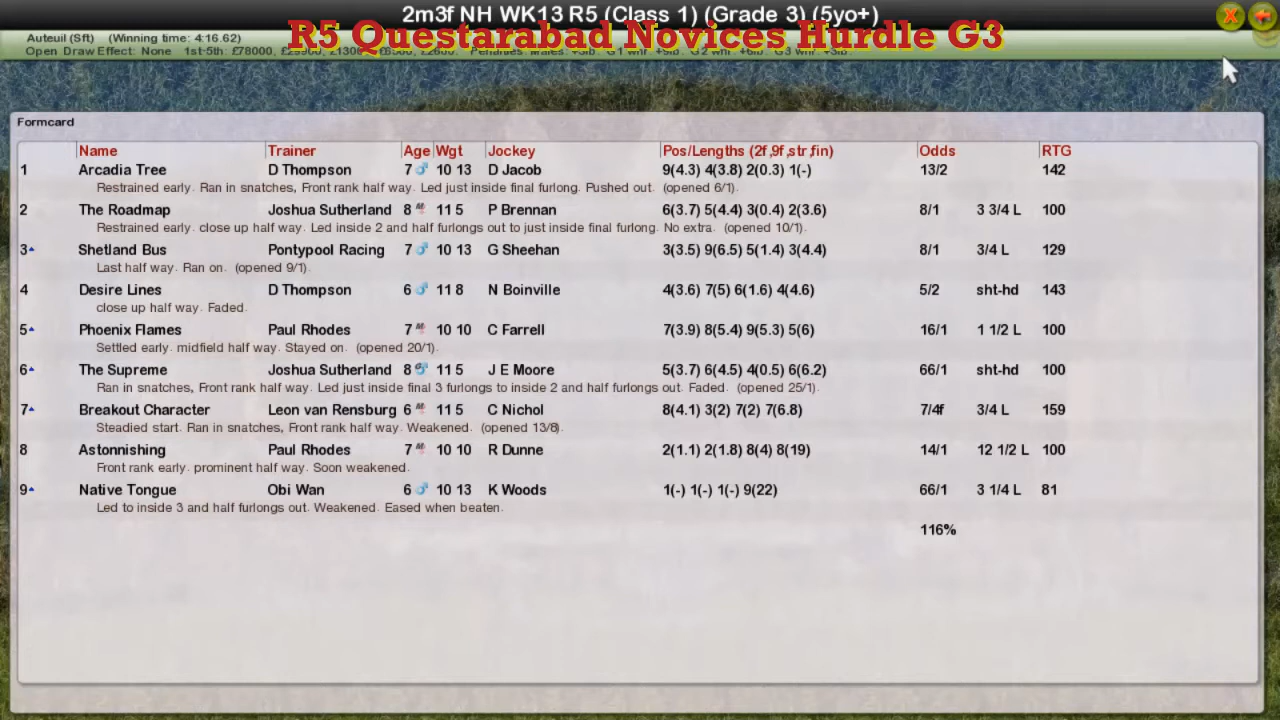 2m3f NH WK13 R5 (Class 1) (Grade 3) (5yo+)
R5 Questarabad Novices Hurdle G3
Auteuil (Sft) (Winning time: 4:16.62)
Open Draw Effect: None 1st-5th: £78000,
Formcard
Name Trainer Age Wgt Jockey Pos/Lengths (2f,9f,str,fin) Odds RTG
1 Arcadia Tree D Thompson 7 10 13 D Jacob 9(4.3) 4(3.8) 2(0.3) 1(-) 13/2 142
Restrained early. Ran in snatches, Front rank half way. Led just inside final furlong. Pushed out. (opened 6/1).
2 The Roadmap Joshua Sutherland 8 11 5 P Brennan 6(3.7) 5(4.4) 3(0.4) 2(3.6) 8/1 3 3/4 L 100
Restrained early. close up half way. Led inside 2 and half furlongs out to just inside final furlong. No extra. (opened 10/1).
3 Shetland Bus Pontypool Racing 7 10 13 G Sheehan 3(3.5) 9(6.5) 5(1.4) 3(4.4) 8/1 3/4 L 129
Last half way. Ran on. (opened 9/1).
4 Desire Lines D Thompson 6 11 8 N Boinville 4(3.6) 7(5) 6(1.6) 4(4.6) 5/2 sht-hd 143
close up half way. Faded.
5 Phoenix Flames Paul Rhodes 7 10 10 C Farrell 7(3.9) 8(5.4) 9(5.3) 5(6) 16/1 1 1/2 L 100
Settled early. midfield half way. Stayed on. (opened 20/1).
6 The Supreme Joshua Sutherland 8 11 5 J E Moore 5(3.7) 6(4.5) 4(0.5) 6(6.2) 66/1 sht-hd 100
Ran in snatches, Front rank half way. Led just inside final 3 furlongs to inside 2 and half furlongs out. Faded. (opened 25/1).
7 Breakout Character Leon van Rensburg 6 11 5 C Nichol 8(4.1) 3(2) 7(2) 7(6.8) 7/4f 3/4 L 159
Steadied start. Ran in snatches, Front rank half way. Weakened. (opened 13/8).
8 Astonnishing Paul Rhodes 7 10 10 R Dunne 2(1.1) 2(1.8) 8(4) 8(19) 14/1 12 1/2 L 100
Front rank early. prominent half way. Soon weakened.
9 Native Tongue Obi Wan 6 10 13 K Woods 1(-) 1(-) 1(-) 9(22) 66/1 3 1/4 L 81
Led to inside 3 and half furlongs out. Weakened. Eased when beaten.
116%